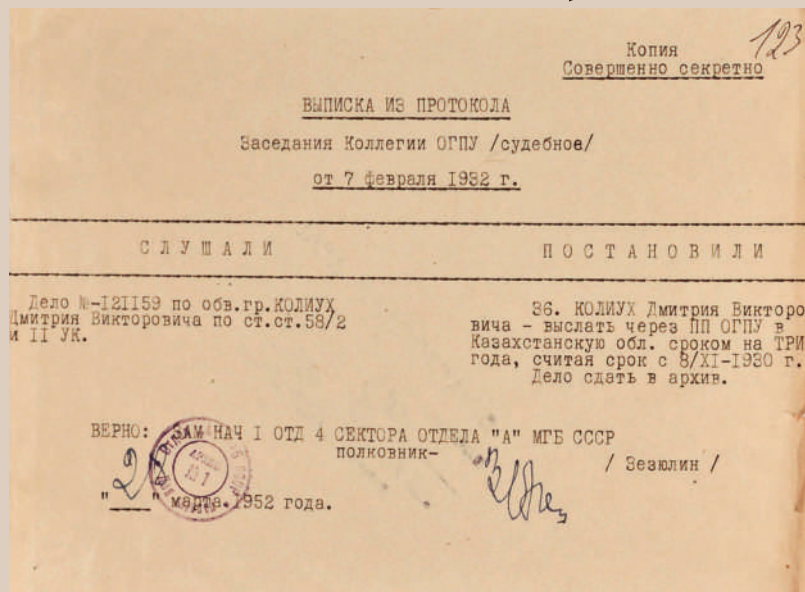 123
Копия
Совершенно секретно
ВЫПИСКА ИЗ ПРОТОКОЛА
Заседания Коллегии ОГПУ /судебное/
от 7 февраля 1932 г.
СЛУШАЛИ
Дело №-121159 по обв.гр.КОЛИУХ
Дмитрия Викторовича по ст.ст.58/2
и II УК.
ПОСТАНОВИЛИ
36. КОЛИУХ Дмитрия Викторо
вича - выслать через ПП ОГПУ в
Казахстанскую обл. сроком на ТРИ
года, считая срок с 8/XI-1930 г.
Дело сдать в архив.
ВЕРНО: ЗАМ НАЧ I ОТД 4 СЕКТОРА ОТДЕЛА "А" МГБ СССР
полковник-
/ Зезюлин /
"2" марта 1952 года.